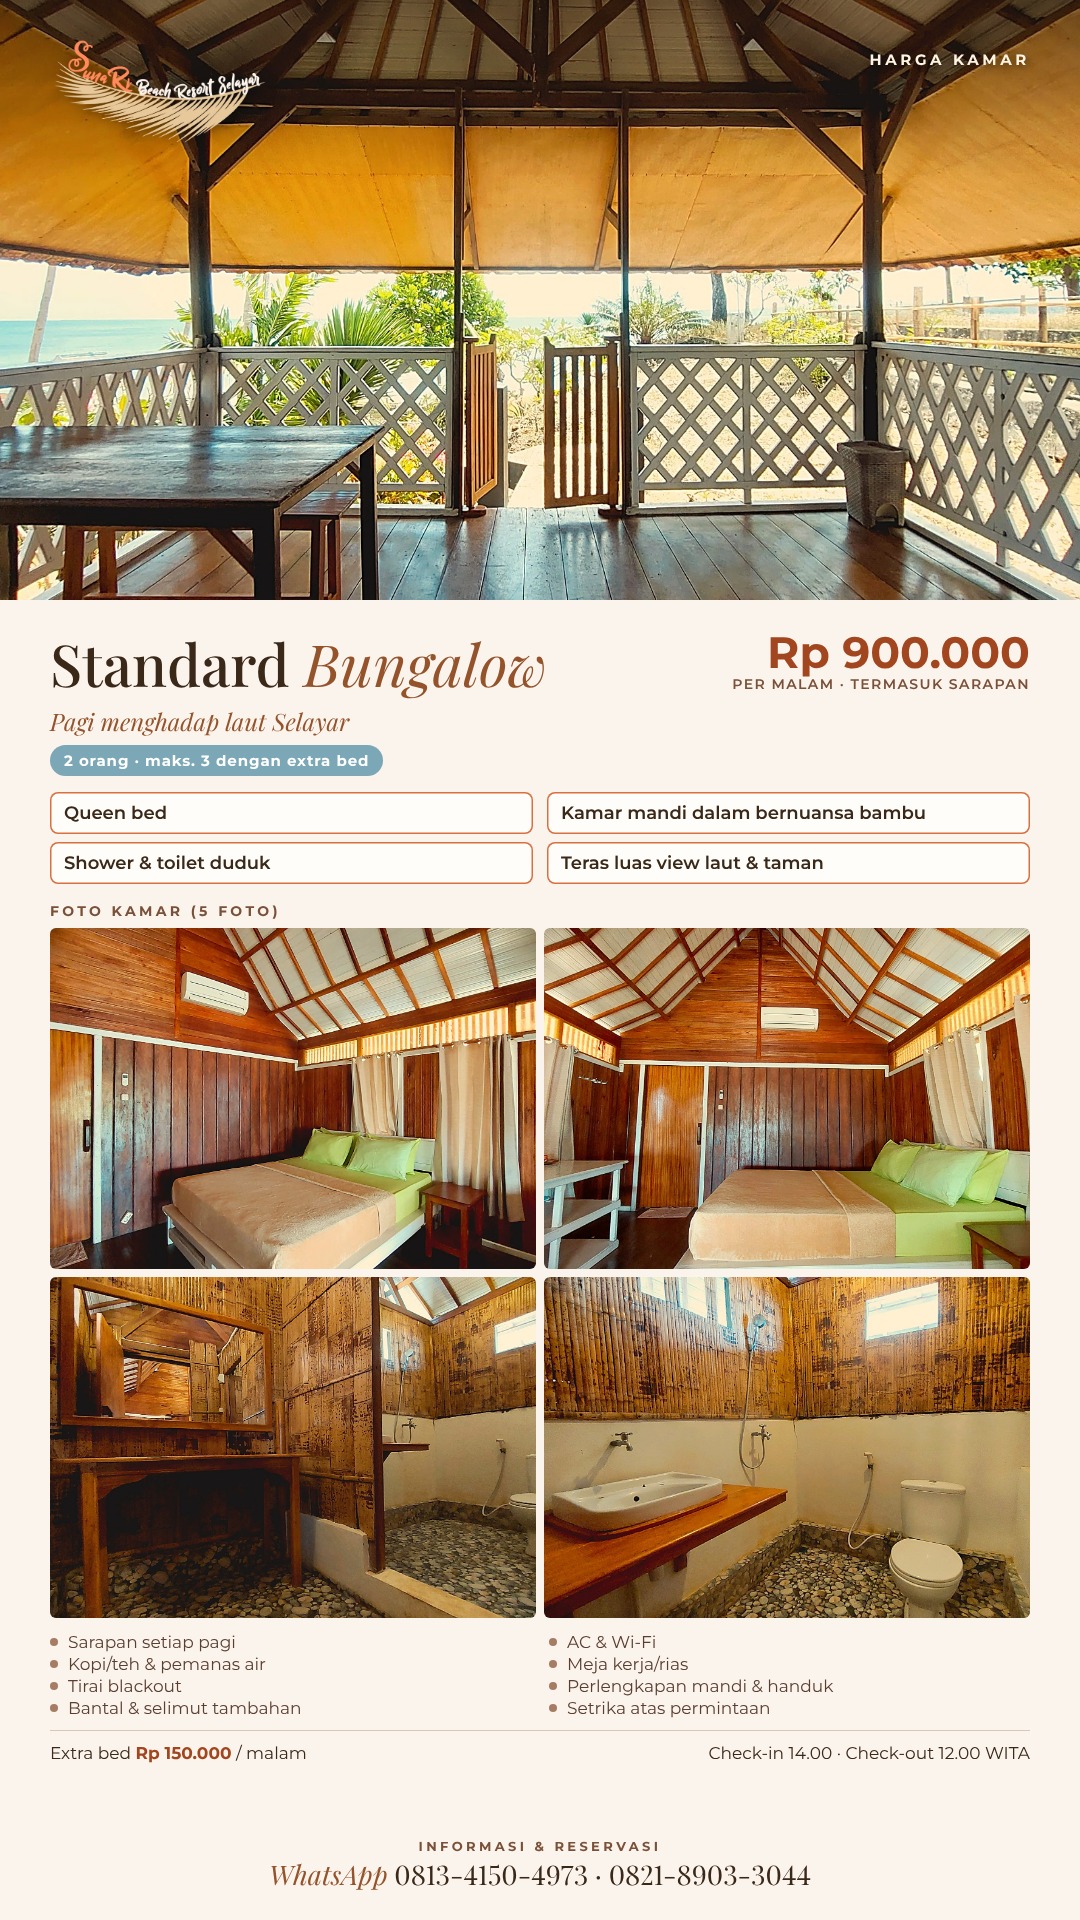 SunaRi Beach Resort Selayar
HARGA KAMAR
Standard Bungalow
Rp 900.000
PER MALAM · TERMASUK SARAPAN
Pagi menghadap laut Selayar
2 orang · maks. 3 dengan extra bed
Queen bed
Kamar mandi dalam bernuansa bambu
Shower & toilet duduk
Teras luas view laut & taman
FOTO KAMAR (5 FOTO)
Sarapan setiap pagi
Kopi/teh & pemanas air
Tirai blackout
Bantal & selimut tambahan
AC & Wi-Fi
Meja kerja/rias
Perlengkapan mandi & handuk
Setrika atas permintaan
Extra bed Rp 150.000 / malam
Check-in 14.00 · Check-out 12.00 WITA
INFORMASI & RESERVASI
WhatsApp 0813-4150-4973 · 0821-8903-3044